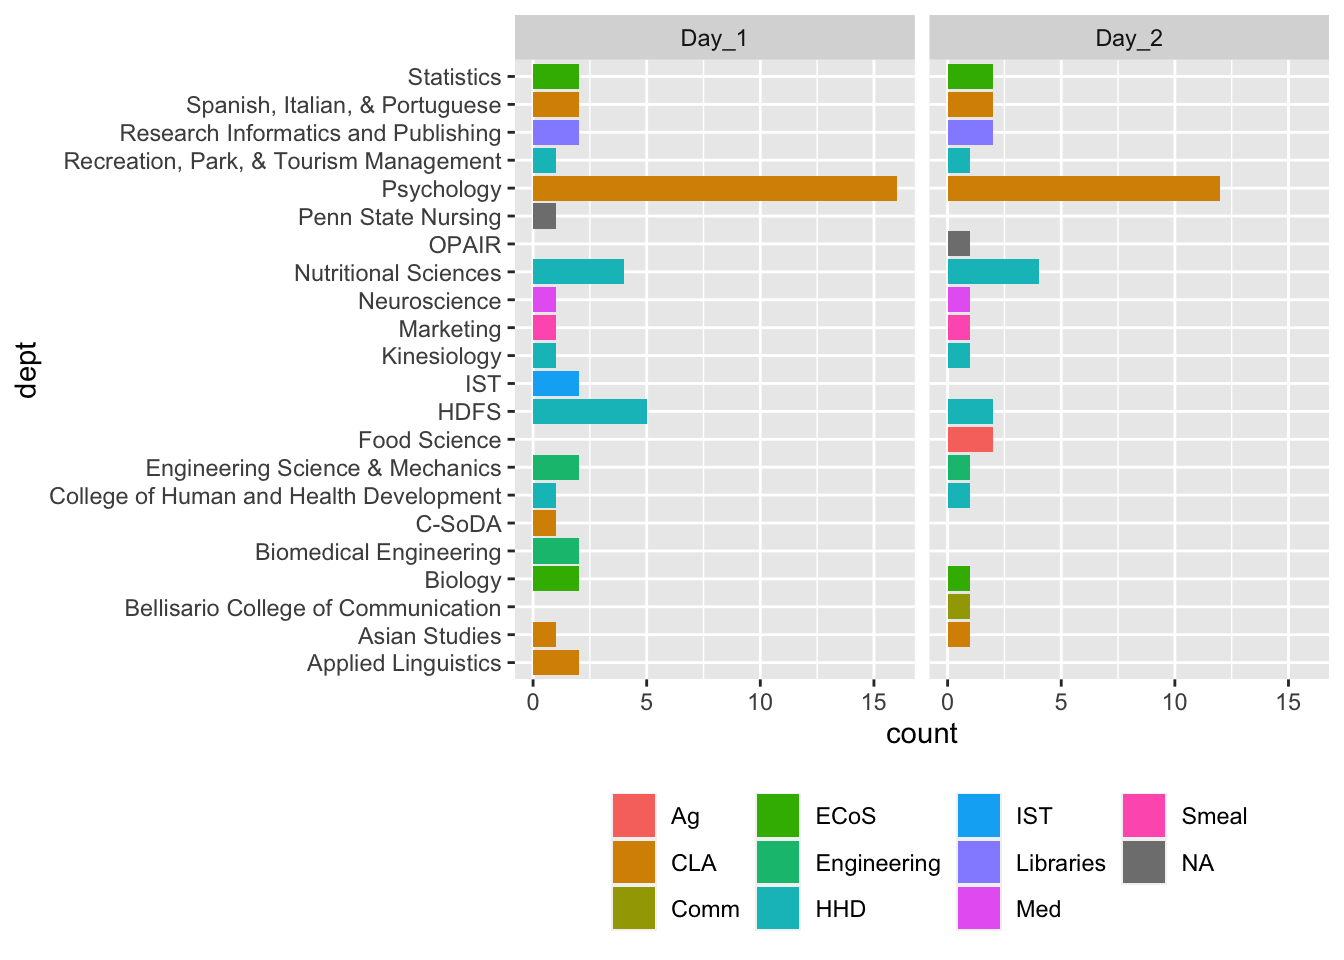 Day_1 Day_2
Statistics
Spanish, Italian, & Portuguese
Research Informatics and Publishing
Recreation, Park, & Tourism Management
Psychology
Penn State Nursing
OPAIR
Nutritional Sciences
Neuroscience
Marketing
Kinesiology
IST
HDFS
Food Science
Engineering Science & Mechanics
College of Human and Health Development
C-SoDA
Biomedical Engineering
Biology
Bellisario College of Communication
Asian Studies
Applied Linguistics
dept
0 5 10 15 0 5 10 15
count
Ag ECoS IST Smeal
CLA Engineering Libraries NA
Comm HHD Med